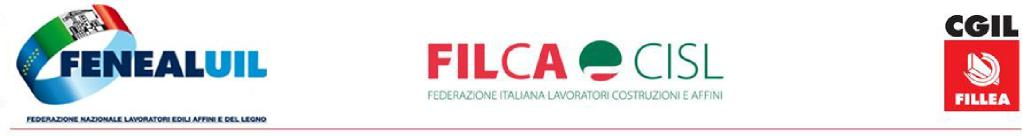 FENEALUIL
FEDERAZIONE NAZIONALE LAVORATORI EDILI AFFINI E DEL LEGNO
FILCA CISL
FEDERAZIONE ITALIANA LAVORATORI COSTRUZIONI E AFFINI
CGIL
FILLEA